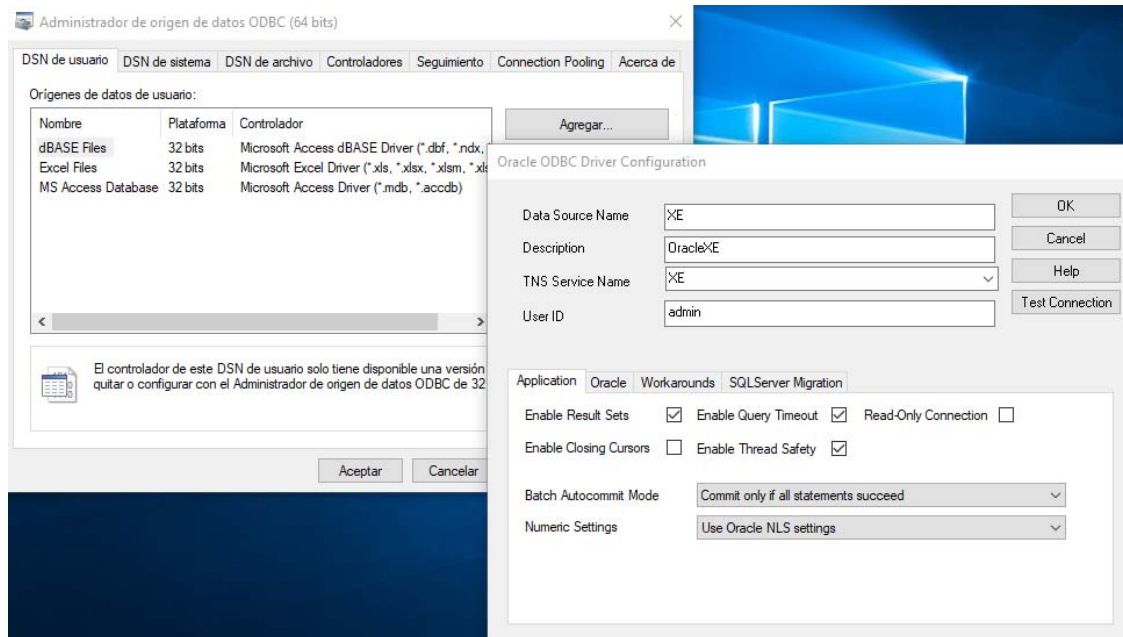 Administrador de origen de datos ODBC (64 bits)
DSN de usuario DSN de sistema DSN de archivo Controladores Seguimiento Connection Pooling Acerca de
Orígenes de datos de usuario:
Nombre Plataforma Controlador
dBASE Files 32 bits Microsoft Access dBASE Driver (*.dbf, *.ndx,
Excel Files 32 bits Microsoft Excel Driver (*.xls, *.xlsx, *.xlsm, *.xls
MS Access Database 32 bits Microsoft Access Driver (*.mdb, *.accdb)
Agregar...
El controlador de este DSN de usuario solo tiene disponible una versión
quitar o configurar con el Administrador de origen de datos ODBC de 32
Aceptar Cancelar
Oracle ODBC Driver Configuration
Data Source Name XE
Description OracleXE
TNS Service Name XE
User ID admin
OK
Cancel
Help
Test Connection
Application Oracle Workarounds SQLServer Migration
Enable Result Sets Enable Query Timeout Read-Only Connection
Enable Closing Cursors Enable Thread Safety
Batch Autocommit Mode Commit only if all statements succeed
Numeric Settings Use Oracle NLS settings